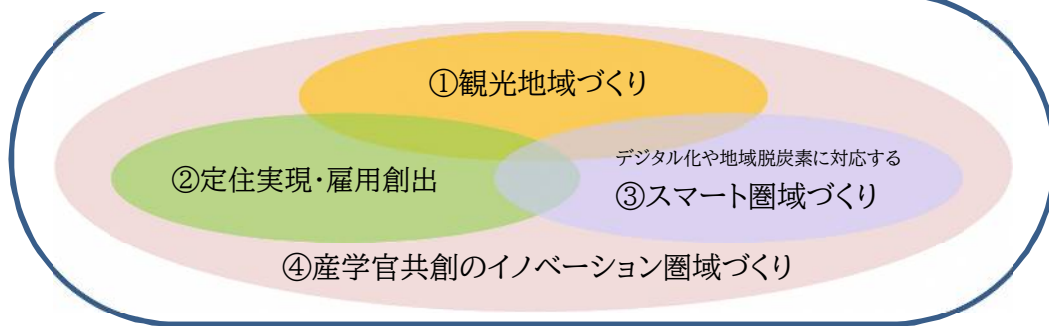 ①観光地域づくり
②定住実現・雇用創出
デジタル化や地域脱炭素に対応する
③スマート圏域づくり
④産学官共創のイノベーション圏域づくり